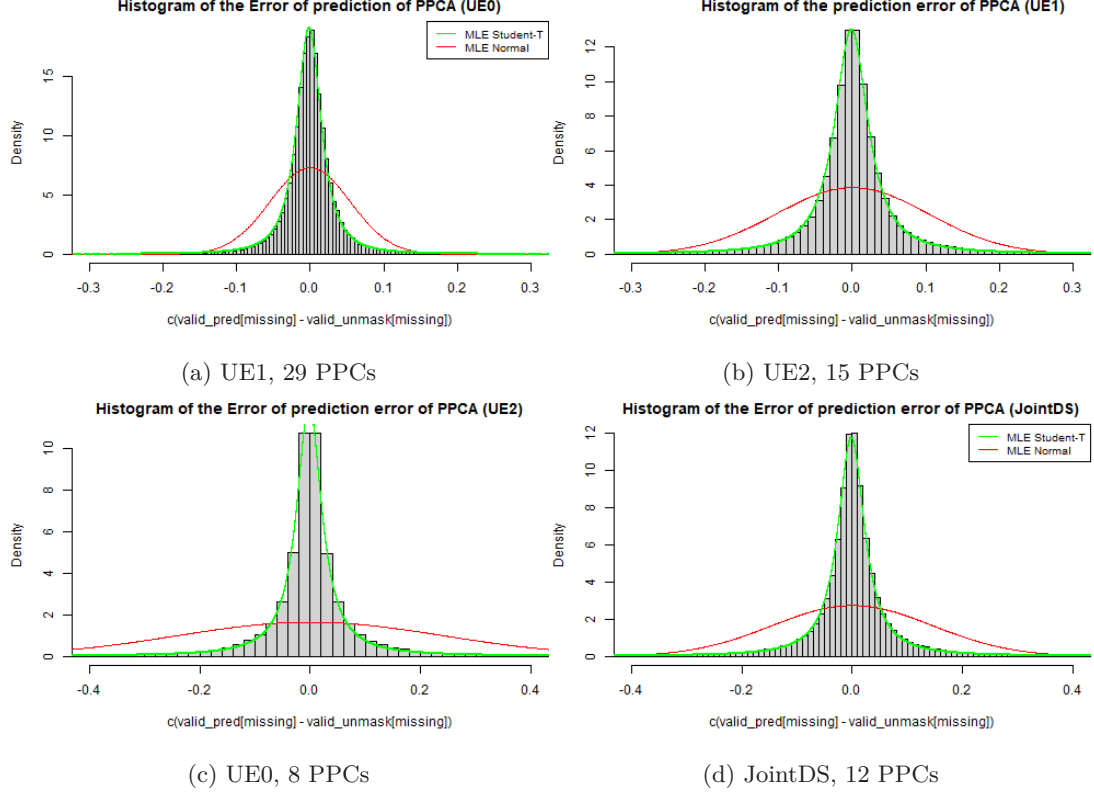 Histogram of the Error of prediction of PPCA (UE0)
MLE Student-T
MLE Normal
Density
15
10
5
0
-0.3 -0.1 0.0 0.1 0.2 0.3
c(valid_pred[missing] - valid_unmask[missing])
(a) UE1, 29 PPCs
Histogram of the prediction error of PPCA (UE1)
Density
12
10
8
6
4
2
0
-0.3 -0.1 0.0 0.1 0.2 0.3
c(valid_pred[missing] - valid_unmask[missing])
(b) UE2, 15 PPCs
Histogram of the Error of prediction error of PPCA (UE2)
Density
10
8
6
4
2
0
-0.4 -0.2 0.0 0.2 0.4
c(valid_pred[missing] - valid_unmask[missing])
(c) UE0, 8 PPCs
Histogram of the Error of prediction error of PPCA (JointDS)
MLE Student-T
MLE Normal
Density
12
10
8
6
4
2
0
-0.4 -0.2 0.0 0.2 0.4
c(valid_pred[missing] - valid_unmask[missing])
(d) JointDS, 12 PPCs